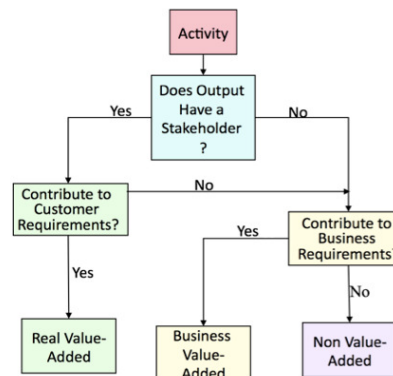 Activity
Does Output
Have a
Stakeholder
?
Yes
No
No
Contribute to
Customer
Requirements?
Contribute to
Business
Requirements?
Yes
Yes
No
Real Value-
Added
Business
Value-
Added
Non Value-
Added